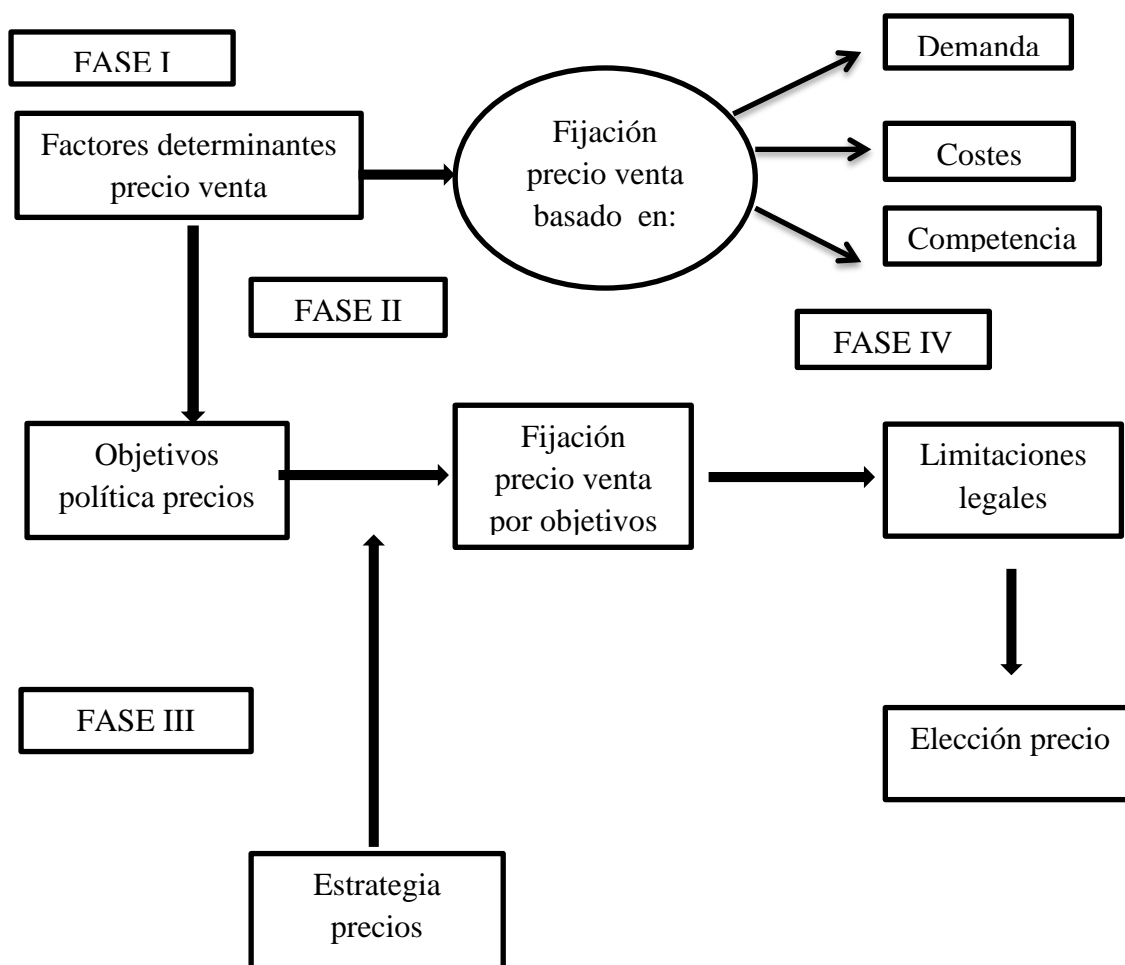 FASE I
Factores determinantes
precio venta
Fijación
precio venta
basado en:
Demanda
Costes
Competencia
FASE II
FASE IV
Objetivos
política precios
Fijación
precio venta
por objetivos
Limitaciones
legales
FASE III
Elección precio
Estrategia
precios